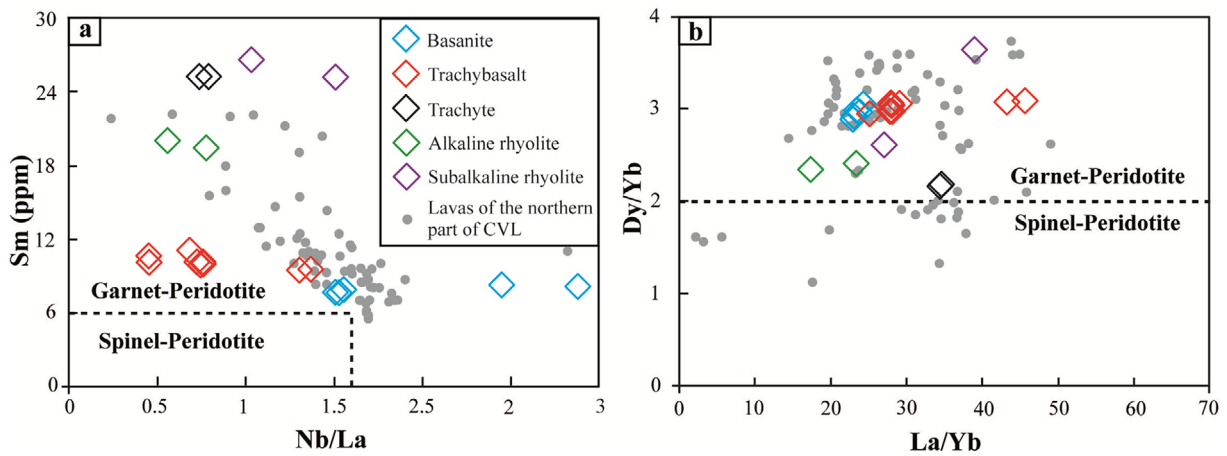 a
30
24
18
12
6
0
Sm (ppm)
Basanite
Trachybasalt
Trachyte
Alkaline rhyolite
Subalkaline rhyolite
Lavas of the northern
part of CVL
Garnet-Peridotite
Spinel-Peridotite
0 0.5 1 1.5 2.5 2 3
Nb/La
b
4
3
2
1
0
Dy/Yb
Garnet-Peridotite
Spinel-Peridotite
0 10 20 30 40 50 60 70
La/Yb